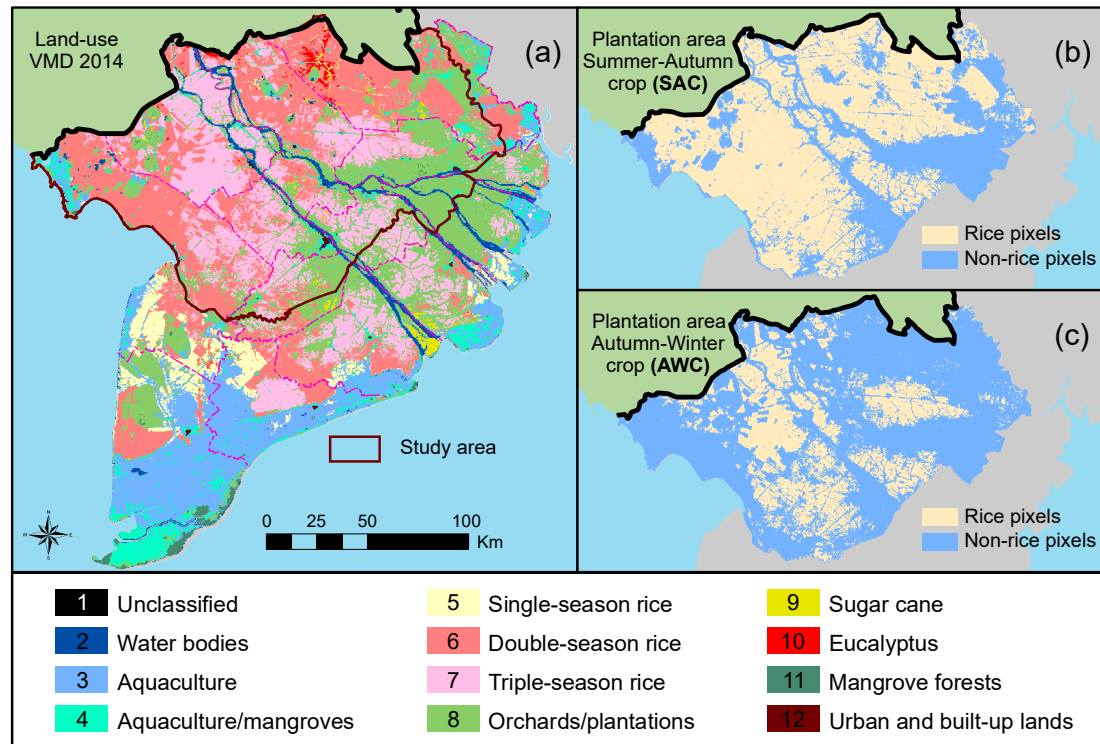 Land-use
VMD 2014
(a)
Study area
N
W E
S
0 25 50 100
Km
Plantation area
Summer-Autumn
crop (SAC)
(b)
Rice pixels
Non-rice pixels
Plantation area
Autumn-Winter
crop (AWC)
(c)
Rice pixels
Non-rice pixels
1 Unclassified
2 Water bodies
3 Aquaculture
4 Aquaculture/mangroves
5 Single-season rice
6 Double-season rice
7 Triple-season rice
8 Orchards/plantations
9 Sugar cane
10 Eucalyptus
11 Mangrove forests
12 Urban and built-up lands